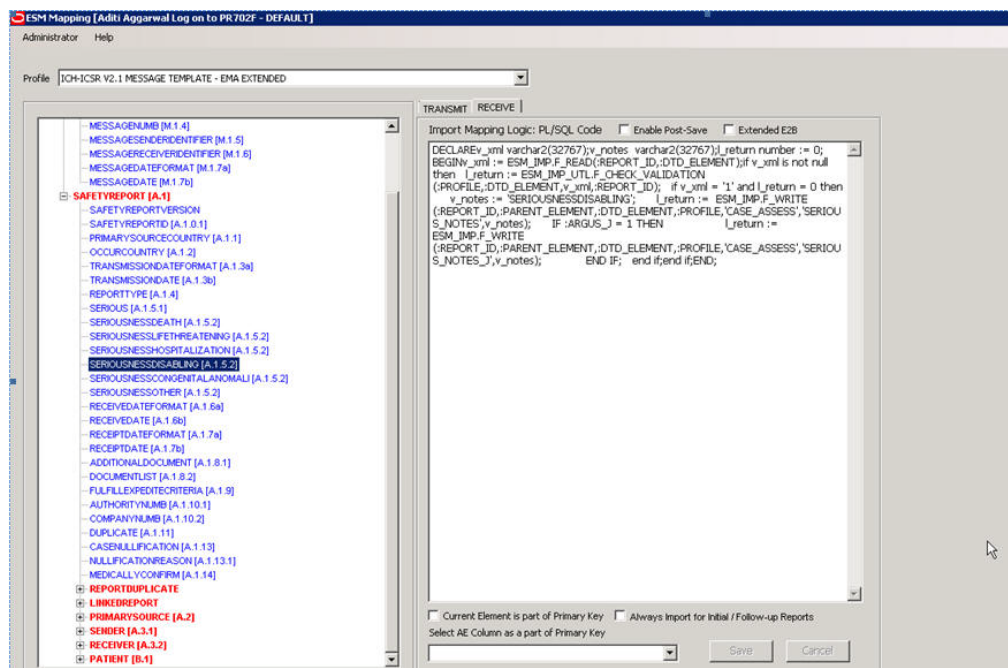 ESM Mapping [Aditi Aggarwal Log on to PR702F - DEFAULT]
Administrator Help
Profile ICH-ICSR V2.1 MESSAGE TEMPLATE - EMA EXTENDED
MESSAGENUMB [M.1.4]
MESSAGESENDERIDENTIFIER [M.1.5]
MESSAGERECEIVERIDENTIFIER [M.1.6]
MESSAGEDATEFORMAT [M.1.7a]
MESSAGEDATE [M.1.7b]
SAFETYREPORT [A.1]
SAFETYREPORTVERSION
SAFETYREPORTID [A.1.0.1]
PRIMARYSOURCECOUNTRY [A.1.1]
OCCURCOUNTRY [A.1.2]
TRANSMISSIONDATEFORMAT [A.1.3a]
TRANSMISSIONDATE [A.1.3b]
REPORTTYPE [A.1.4]
SERIOUS [A.1.5.1]
SERIOUSNESSDEATH [A.1.5.2]
SERIOUSNESSLIFETHREATENING [A.1.5.2]
SERIOUSNESSHOSPITALIZATION [A.1.5.2]
SERIOUSNESSDISABLING [A.1.5.2]
SERIOUSNESSCONGENITALANOMALI [A.1.5.2]
SERIOUSNESSOTHER [A.1.5.2]
RECEIVEDATEFORMAT [A.1.6a]
RECEIVEDATE [A.1.6b]
RECEIPTDATEFORMAT [A.1.7a]
RECEIPTDATE [A.1.7b]
ADDITIONALDOCUMENT [A.1.8.1]
DOCUMENTLIST [A.1.8.2]
FULFILLEXPEDITECRITERIA [A.1.9]
AUTHORITYNUMB [A.1.10.1]
COMPANYNUMB [A.1.10.2]
DUPLICATE [A.1.11]
CASENULLIFICATION [A.1.13]
NULLIFICATIONREASON [A.1.13.1]
MEDICALLYCONFIRM [A.1.14]
REPORTDUPLICATE
LINKEDREPORT
PRIMARYSOURCE [A.2]
SENDER [A.3.1]
RECEIVER [A.3.2]
PATIENT [B.1]
TRANSMIT RECEIVE
Import Mapping Logic: PL/SQL Code Enable Post-Save Extended E2B
DECLAREv_xml varchar2(32767);v_notes varchar2(32767);l_return number := 0;
BEGINv_xml := ESM_IMP.F_READ(:REPORT_ID,:DTD_ELEMENT);if v_xml is not null
then l_return := ESM_IMP_UTL.F_CHECK_VALIDATION
(:PROFILE,:DTD_ELEMENT,v_xml,:REPORT_ID); if v_xml = '1' and l_return = 0 then
v_notes := 'SERIOUSNESSDISABLING'; l_return := ESM_IMP.F_WRITE
(:REPORT_ID,:PARENT_ELEMENT,:DTD_ELEMENT,:PROFILE,'CASE_ASSESS','SERIOU
S_NOTES',v_notes); IF :ARGUS_J = 1 THEN l_return :=
ESM_IMP.F_WRITE
(:REPORT_ID,:PARENT_ELEMENT,:DTD_ELEMENT,:PROFILE,'CASE_ASSESS','SERIOU
S_NOTES_J',v_notes); END IF; end if;end if;END;
Current Element is part of Primary Key Always Import for Initial / Follow-up Reports
Select AE Column as a part of Primary Key
Save Cancel